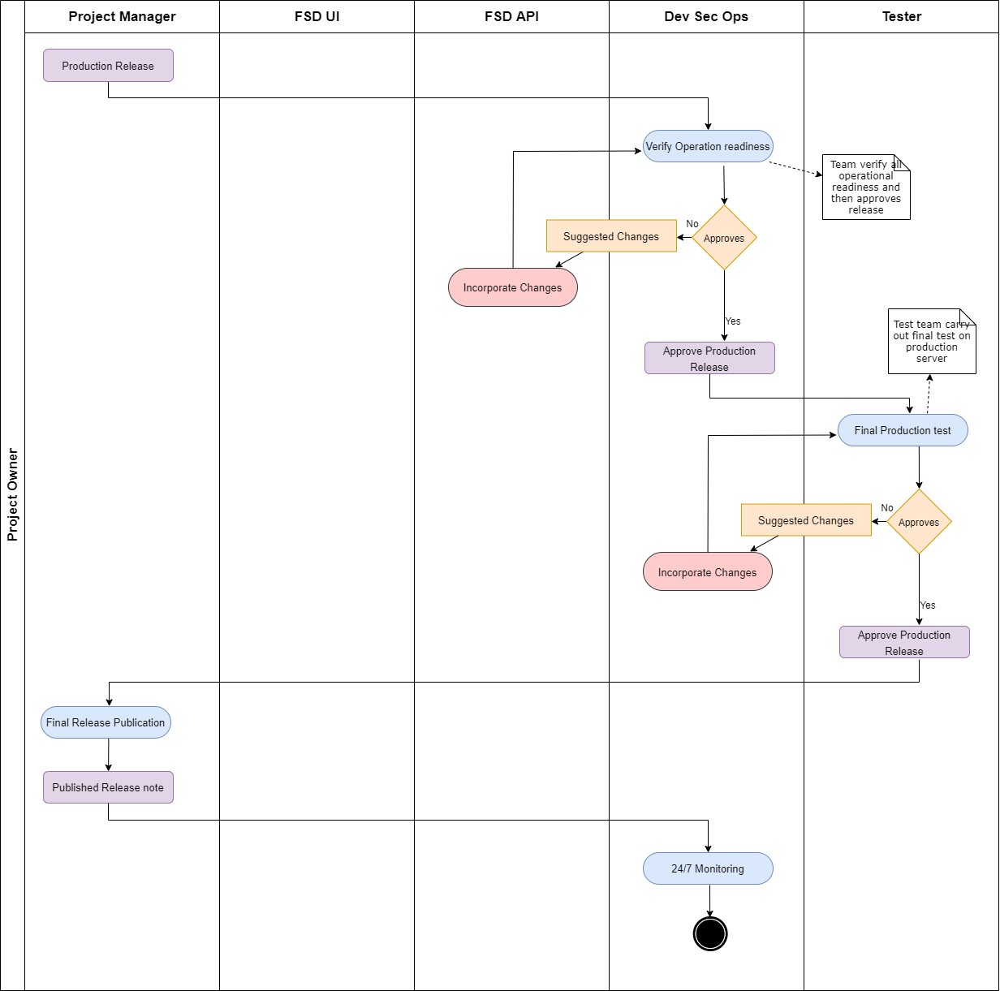 Project Manager
FSD UI
FSD API
Dev Sec Ops
Tester
Project Owner
Production Release
Verify Operation readiness
Team verify all
operational
readiness and
then approves
release
No
Suggested Changes
Approves
Incorporate Changes
Yes
Test team carry
out final test on
production
server
Approve Production
Release
Final Production test
No
Suggested Changes
Approves
Incorporate Changes
Yes
Approve Production
Release
Final Release Publication
Published Release note
24/7 Monitoring